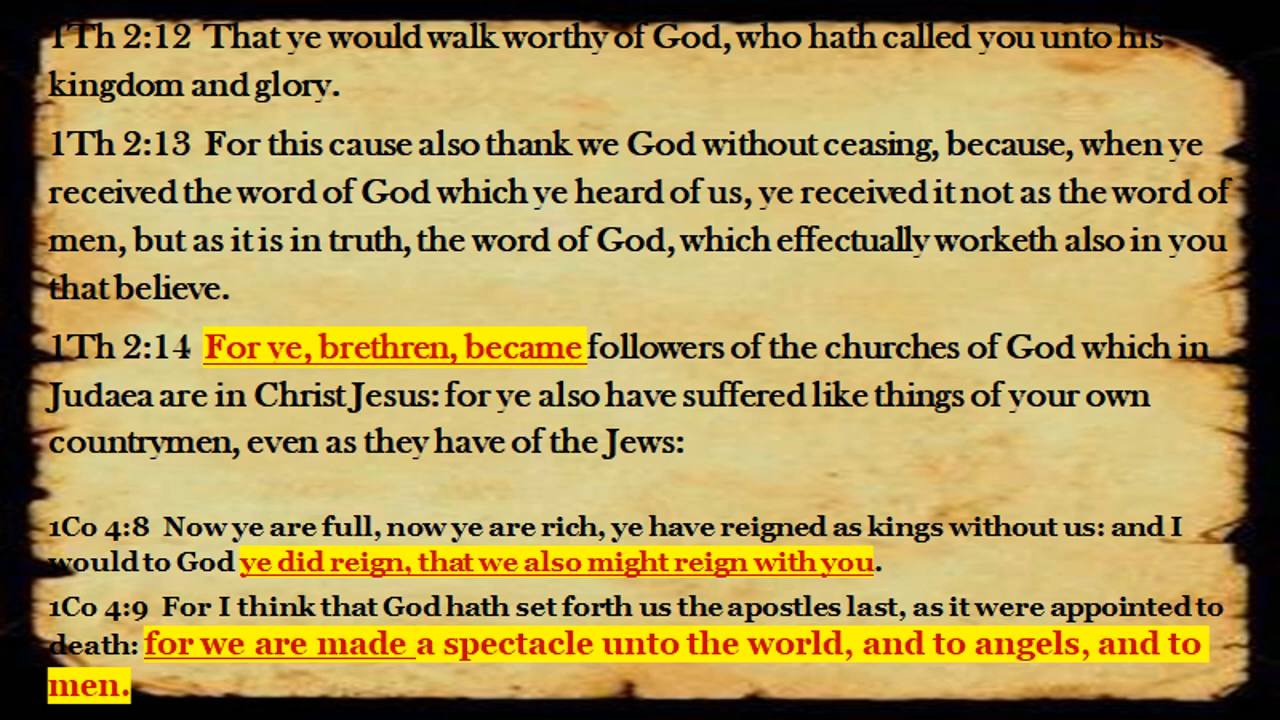 1Th 2:12 That ye would walk worthy of God, who hath called you unto his
kingdom and glory.
1Th 2:13 For this cause also thank we God without ceasing, because, when ye
received the word of God which ye heard of us, ye received it not as the word of
men, but as it is in truth, the word of God, which effectually worketh also in you
that believe.
1Th 2:14 For ye, brethren, became followers of the churches of God which in
Judaea are in Christ Jesus: for ye also have suffered like things of your own
countrymen, even as they have of the Jews:
1Co 4:8 Now ye are full, now ye are rich, ye have reigned as kings without us: and I
would to God ye did reign, that we also might reign with you.
1Co 4:9 For I think that God hath set forth us the apostles last, as it were appointed to
death: for we are made a spectacle unto the world, and to angels, and to
men.